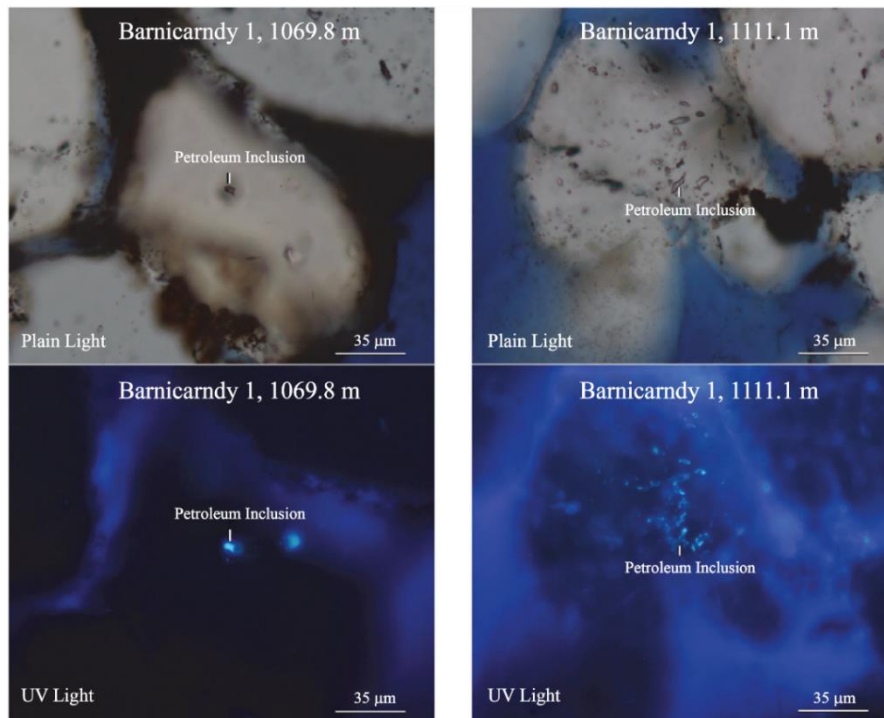 Barnicarndy 1, 1069.8 m
Petroleum Inclusion
Plain Light
35 μm
Barnicarndy 1, 1111.1 m
Petroleum Inclusion
Plain Light
35 μm
Barnicarndy 1, 1069.8 m
Petroleum Inclusion
UV Light
35 μm
Barnicarndy 1, 1111.1 m
Petroleum Inclusion
UV Light
35 μm